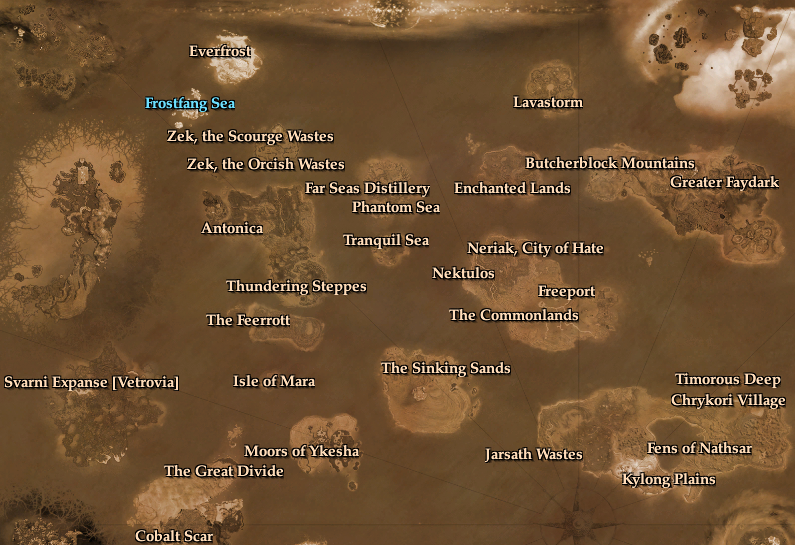 Everfrost
Lavastorm
Frostfang Sea
Zek, the Scourge Wastes
Zek, the Orcish Wastes
Butcherblock Mountains
Greater Faydark
Far Seas Distillery
Enchanted Lands
Phantom Sea
Antonica
Tranquil Sea
Neriak, City of Hate
Nektulos
Thundering Steppes
Freeport
The Commonlands
The Feerrott
The Sinking Sands
Svarni Expanse [Vetrovia]
Isle of Mara
Timorous Deep
Chrykori Village
Moors of Ykesha
Jarsath Wastes
Fens of Nathsar
The Great Divide
Kylong Plains
Cobalt Scar